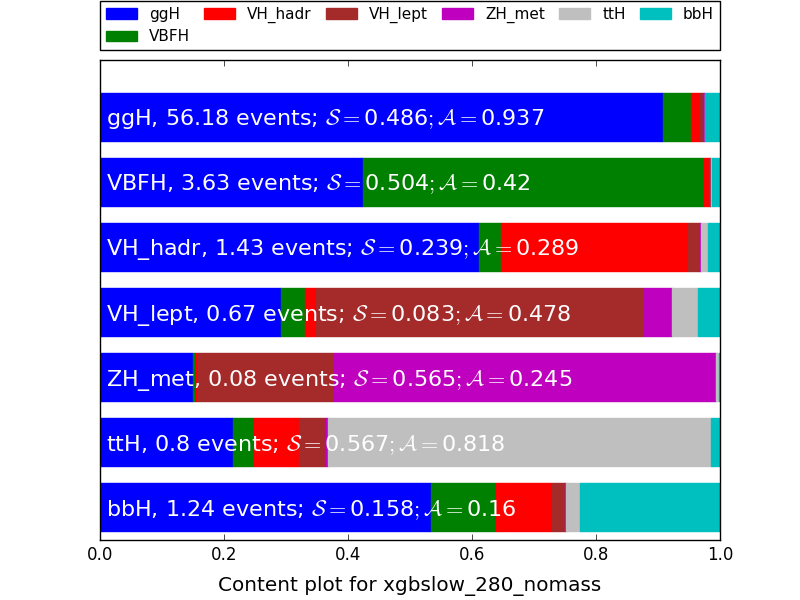 ggH VH_hadr VH_lept ZH_met ttH bbH
VBFH
ggH, 56.18 events; 𝒮 = 0.486; 𝒜 = 0.937
VBFH, 3.63 events; 𝒮 = 0.504; 𝒜 = 0.42
VH_hadr, 1.43 events; 𝒮 = 0.239; 𝒜 = 0.289
VH_lept, 0.67 events; 𝒮 = 0.083; 𝒜 = 0.478
ZH_met, 0.08 events; 𝒮 = 0.565; 𝒜 = 0.245
ttH, 0.8 events; 𝒮 = 0.567; 𝒜 = 0.818
bbH, 1.24 events; 𝒮 = 0.158; 𝒜 = 0.16
0.0 0.2 0.4 0.6 0.8 1.0
Content plot for xgbslow_280_nomass